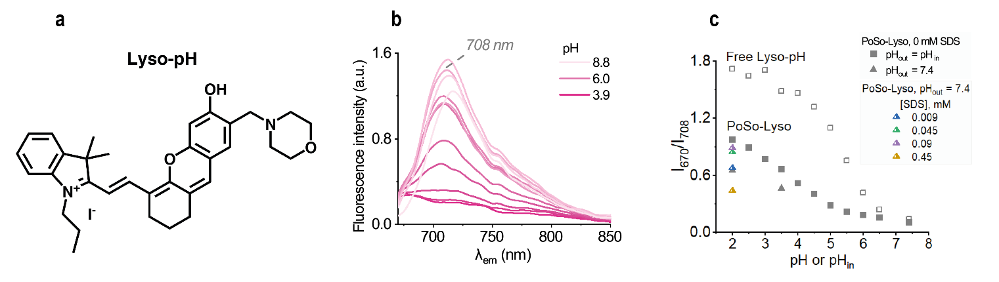 a
Lyso-pH
OH
N
O
O
N+
I-
b
708 nm
pH
8.8
6.0
3.9
1.6
0.8
0.0
Fluorescence intensity (a.u.)
700
750
800
850
λem (nm)
c
PoSo-Lyso, 0 mM SDS
pHout = pHin
pHout = 7.4
PoSo-Lyso, pHout = 7.4
[SDS], mM
0.009
0.045
0.09
0.45
Free Lyso-pH
PoSo-Lyso
1.8
1.2
0.6
0.0
I670/I708
2
3
4
5
6
7
8
pH or pHin